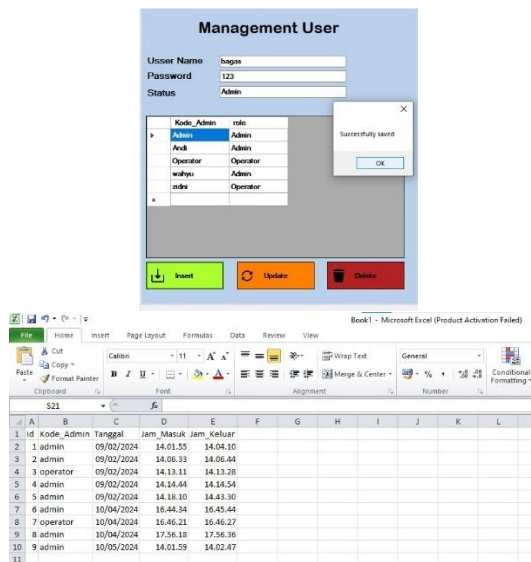 Management User
Usser Name bagas
Password 123
Status Admin
Kode_Admin role
Admin Admin
Andi Admin
Operator Operator
wahyu Admin
zidni Operator
Successfully saved
OK
Insert Update Delete
Book1 - Microsoft Excel (Product Activation Failed)
File Home Insert Page Layout Formulas Data Review View
Cut
Copy
Format Painter
Paste
Calibri 11
B I U
Wrap Text
Merge & Center
General
Conditional
Formatting
Clipboard Font Alignment Number
S21 fx
A B C D E F G H I J K L
1 id Kode_Admin Tanggal Jam_Masuk Jam_Keluar
2 1 admin 09/02/2024 14.01.55 14.04.10
3 2 admin 09/02/2024 14.06.33 14.06.44
4 3 operator 09/02/2024 14.13.11 14.13.28
5 4 admin 09/02/2024 14.14.44 14.14.54
6 5 admin 09/02/2024 14.18.10 14.43.30
7 6 admin 10/04/2024 16.44.34 16.45.44
8 7 operator 10/04/2024 16.46.21 16.46.27
9 8 admin 10/04/2024 17.56.18 17.56.36
10 9 admin 10/05/2024 14.01.59 14.02.47
11